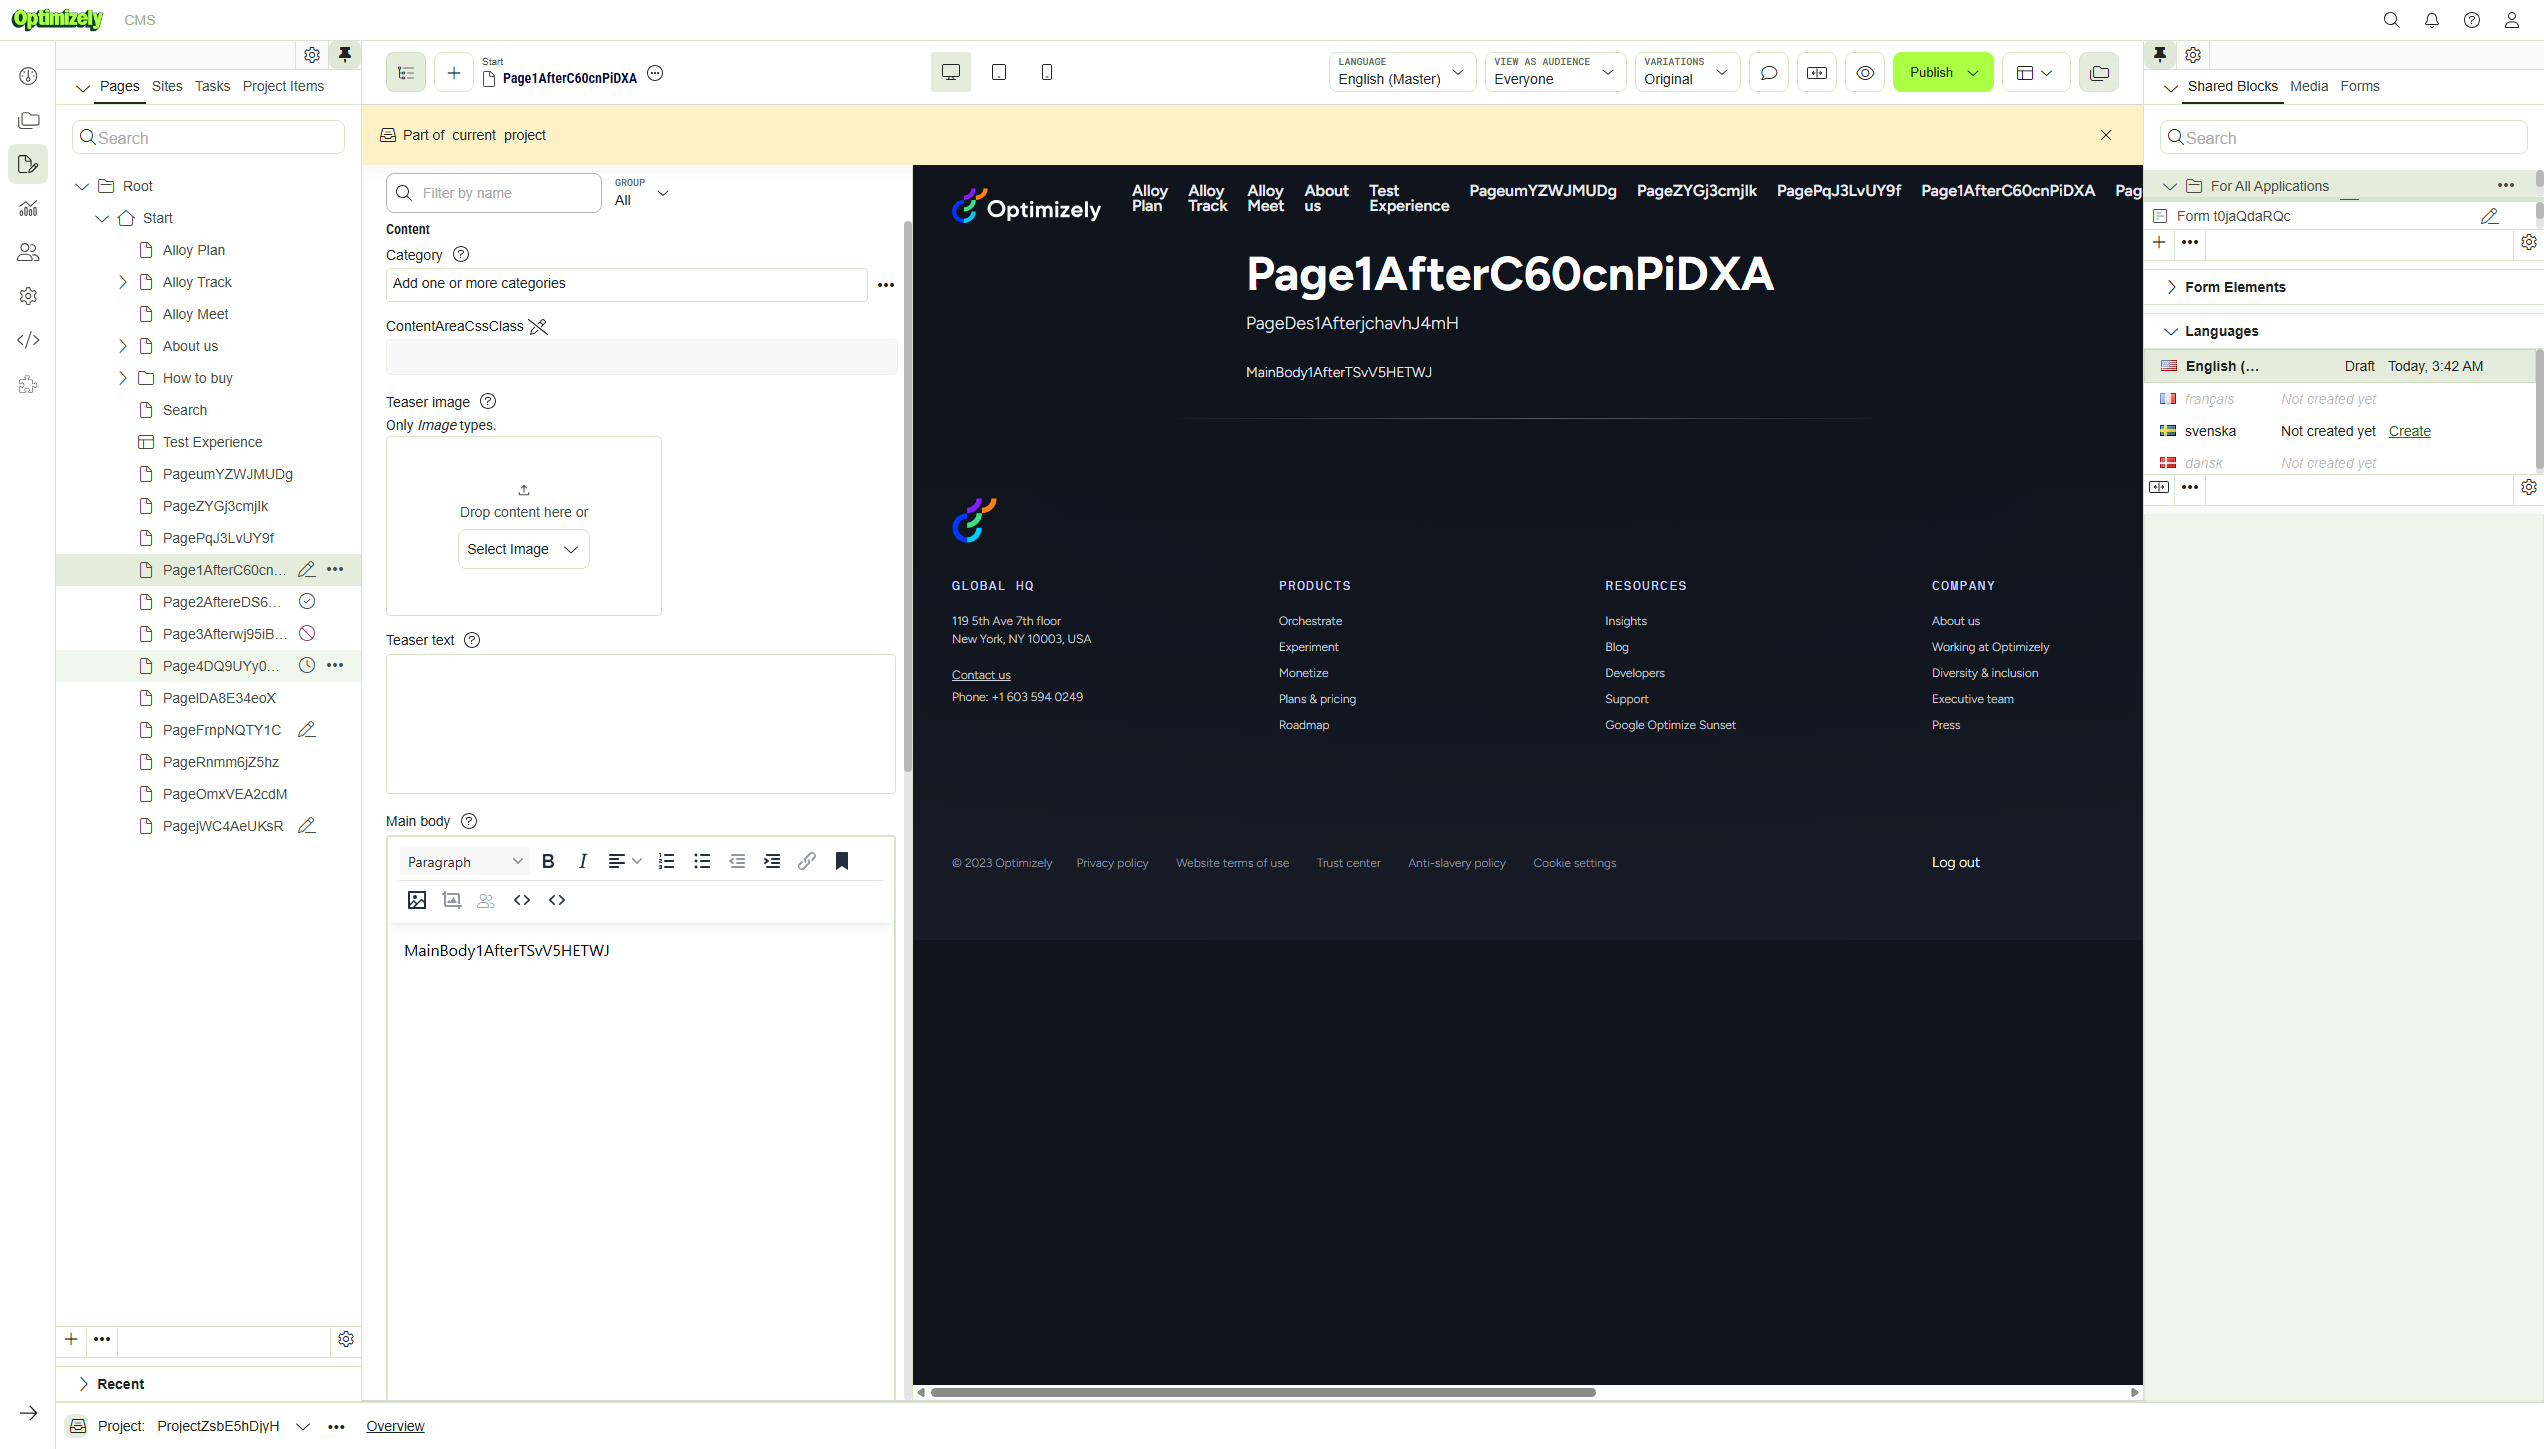 Optimizely CMS
Pages Sites Tasks Project Items
Search
Root
Start
Alloy Plan
Alloy Track
Alloy Meet
About us
How to buy
Search
Test Experience
PageumYZWJMUDg
PageZYGj3cmjIk
PagePqJ3LvUY9f
Page1AfterC60cn...
Page2AftereDS6...
Page3Afterwj95iB...
Page4DQ9UYy0...
PageIDA8E34eoX
PageFrnpNQTY1C
PageRnmm6jZ5hz
PageOmxVEA2cdM
PagejWC4AeUKsR
Recent
Project: ProjectZsbE5hDjyH Overview
Start
Page1AfterC60cnPiDXA
LANGUAGE
English (Master)
VIEW AS AUDIENCE
Everyone
VARIATIONS
Original
Publish
Part of current project
Filter by name
GROUP
All
Content
Category
Add one or more categories
ContentAreaCssClass
Teaser image
Only Image types.
Drop content here or
Select Image
Teaser text
Main body
Paragraph
MainBody1AfterTSvV5HETWJ
Optimizely
Alloy Plan
Alloy Track
Alloy Meet
About us
Test Experience
PageumYZWJMUDg
PageZYGj3cmjIk
PagePqJ3LvUY9f
Page1AfterC60cnPiDXA
Pag
Page1AfterC60cnPiDXA
PageDes1AfterjchavhJ4mH
MainBody1AfterTSvV5HETWJ
GLOBAL HQ
119 5th Ave 7th floor
New York, NY 10003, USA
Contact us
Phone: +1 603 594 0249
PRODUCTS
Orchestrate
Experiment
Monetize
Plans & pricing
Roadmap
RESOURCES
Insights
Blog
Developers
Support
Google Optimize Sunset
COMPANY
About us
Working at Optimizely
Diversity & inclusion
Executive team
Press
© 2023 Optimizely Privacy policy Website terms of use Trust center Anti-slavery policy Cookie settings Log out
Shared Blocks Media Forms
Search
For All Applications
Form t0jaQdaRQc
Form Elements
Languages
English (... Draft Today, 3:42 AM
français Not created yet
svenska Not created yet Create
dansk Not created yet